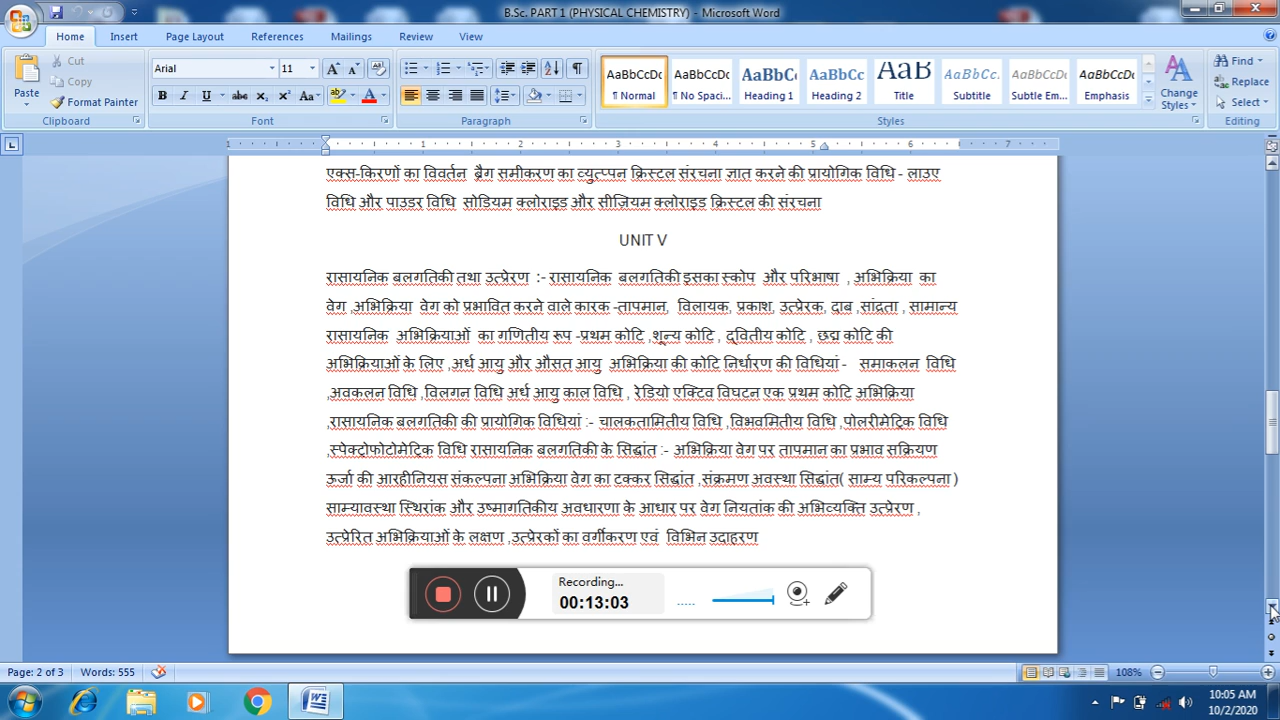 B.Sc. PART 1 (PHYSICAL CHEMISTRY) - Microsoft Word
Home Insert Page Layout References Mailings Review View
Cut
Copy
Format Painter
Paste
Arial 11
AaBbCcDc AaBbCcDc AaBbC AaBbCc AaB AaBbCc. AaBbCcDc AaBbCcDc
¶ Normal ¶ No Spaci... Heading 1 Heading 2 Title Subtitle Subtle Em... Emphasis
Change Styles
Find
Replace
Select
Clipboard Font Paragraph Styles Editing
1 1 2 3 4 5 6 7
एक्स-किरणों का विवर्तन ब्रैग समीकरण का व्युत्पन क्रिस्टल संरचना ज्ञात करने की प्रायोगिक विधि - लाउए
विधि और पाउडर विधि सोडियम क्लोराइड और सीज़ियम क्लोराइड क्रिस्टल की संरचना
UNIT V
रासायनिक बलगतिकी तथा उत्प्रेरण :- रासायनिक बलगतिकी इसका स्कोप और परिभाषा , अभिक्रिया का
वेग ,अभिक्रिया वेग को प्रभावित करने वाले कारक -तापमान, विलायक, प्रकाश, उत्प्रेरक, दाब ,सांद्रता , सामान्य
रासायनिक अभिक्रियाओं का गणितीय रूप -प्रथम कोटि ,शून्य कोटि , द्वितीय कोटि , छद्म कोटि की
अभिक्रियाओं के लिए ,अर्ध आयु और औसत आयु अभिक्रिया की कोटि निर्धारण की विधियां - समाकलन विधि
,अवकलन विधि ,विलगन विधि अर्ध आयु काल विधि , रेडियो एक्टिव विघटन एक प्रथम कोटि अभिक्रिया
,रासायनिक बलगतिकी की प्रायोगिक विधियां :- चालकतामितीय विधि ,विभवमितीय विधि ,पोलरीमेट्रिक विधि
,स्पेक्ट्रोफोटोमेट्रिक विधि रासायनिक बलगतिकी के सिद्धांत :- अभिक्रिया वेग पर तापमान का प्रभाव सक्रियण
ऊर्जा की आरहीनियस संकल्पना अभिक्रिया वेग का टक्कर सिद्धांत ,संक्रमण अवस्था सिद्धांत( साम्य परिकल्पना )
साम्यावस्था स्थिरांक और उष्मागतिकीय अवधारणा के आधार पर वेग नियतांक की अभिव्यक्ति उत्प्रेरण ,
उत्प्रेरित अभिक्रियाओं के लक्षण ,उत्प्रेरकों का वर्गीकरण एवं विभिन उदाहरण
Recording...
00:13:03
Page: 2 of 3 Words: 555 108%
10:05 AM
10/2/2020